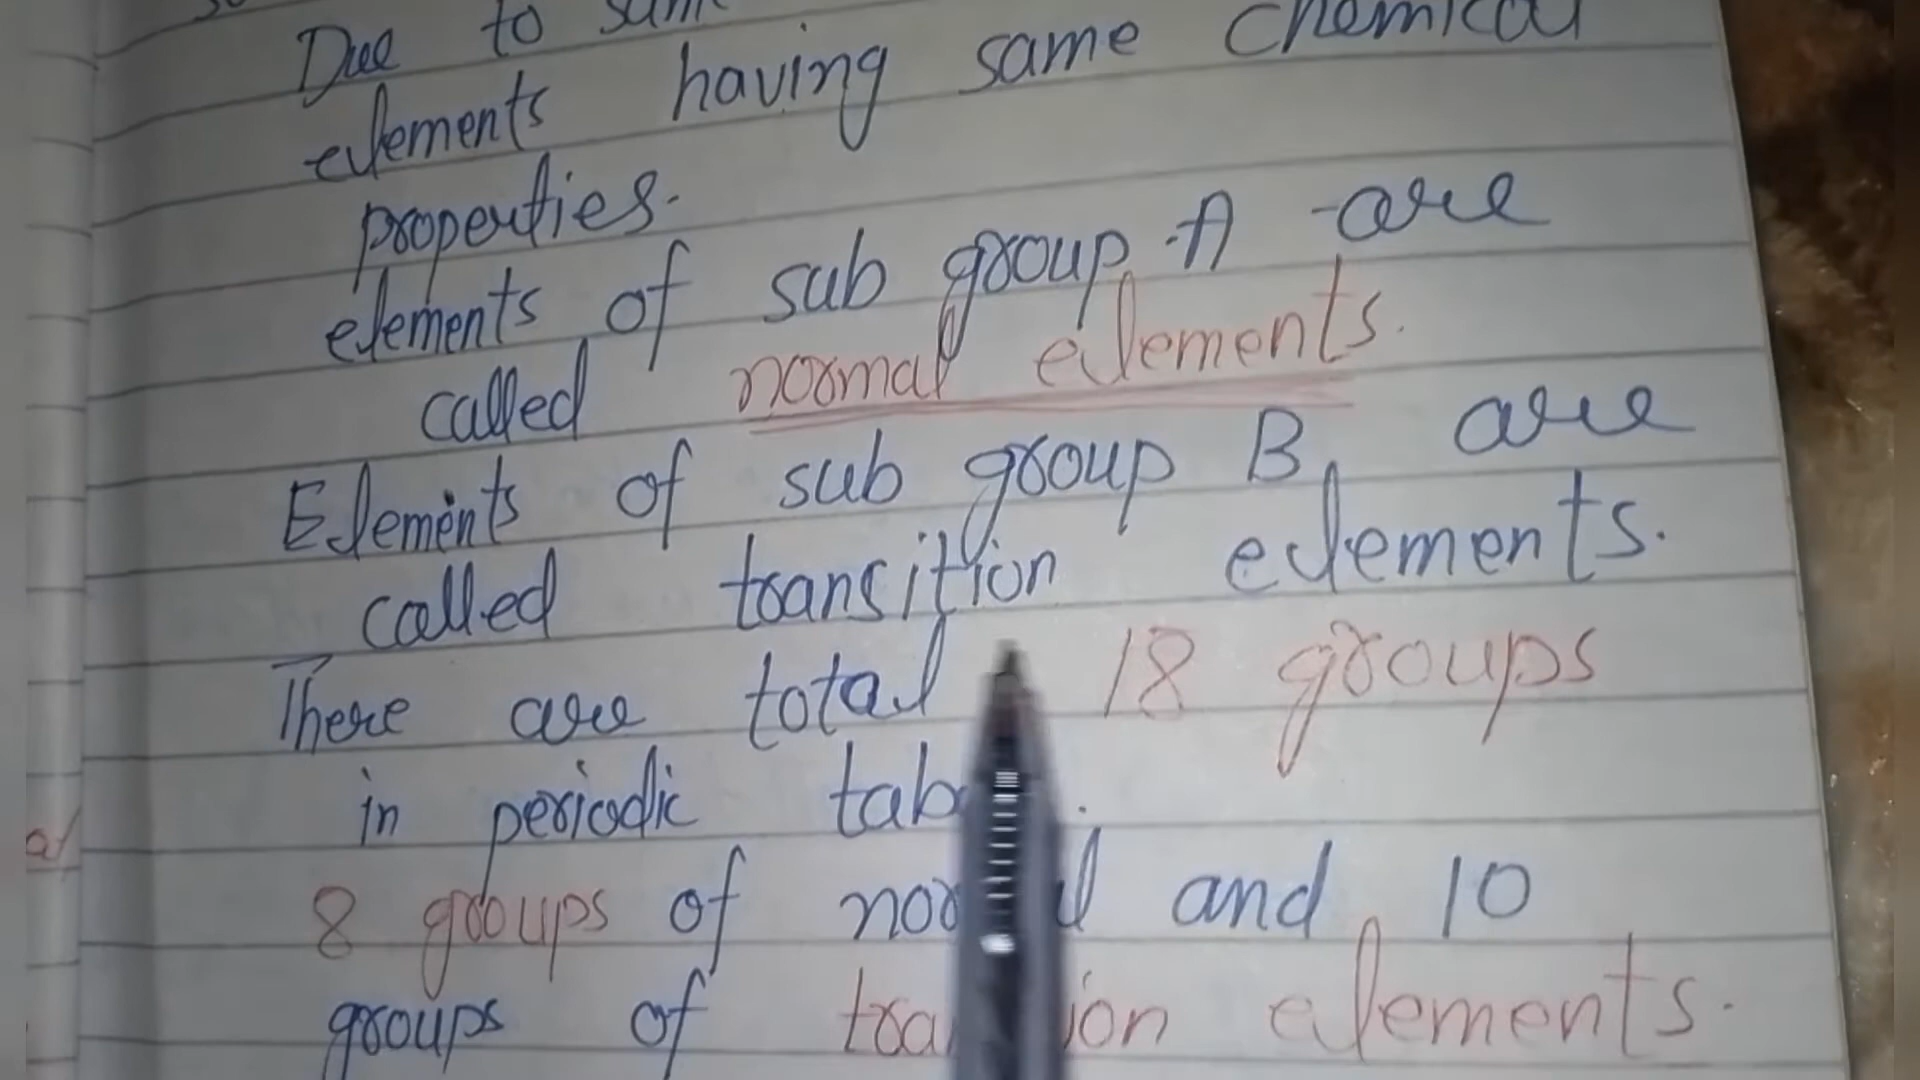 Due to
elements having same chemical
properties.
elements of sub group A are
called normal elements.
Elements of sub group B are
called transition elements.
There are total 18 groups
in periodic
8 groups of and 10
groups of elements.